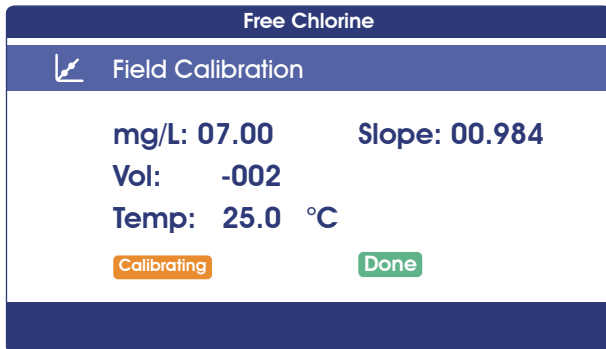 Free Chlorine
Field Calibration
mg/L: 07.00 Slope: 00.984
Vol: -002
Temp: 25.0 °C
Calibrating Done